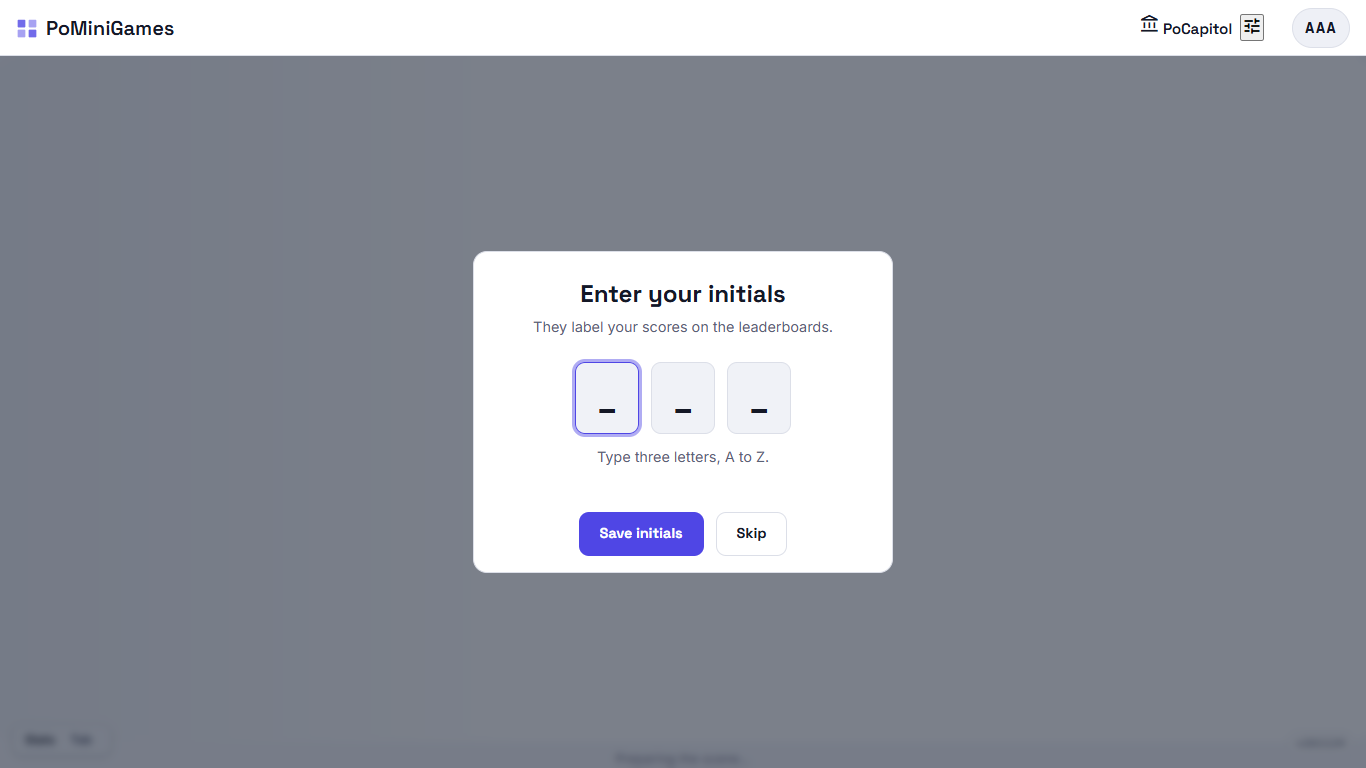 PoMiniGames
PoCapitol
AAA
Enter your initials
They label your scores on the leaderboards.
_ _ _
Type three letters, A to Z.
Save initials
Skip